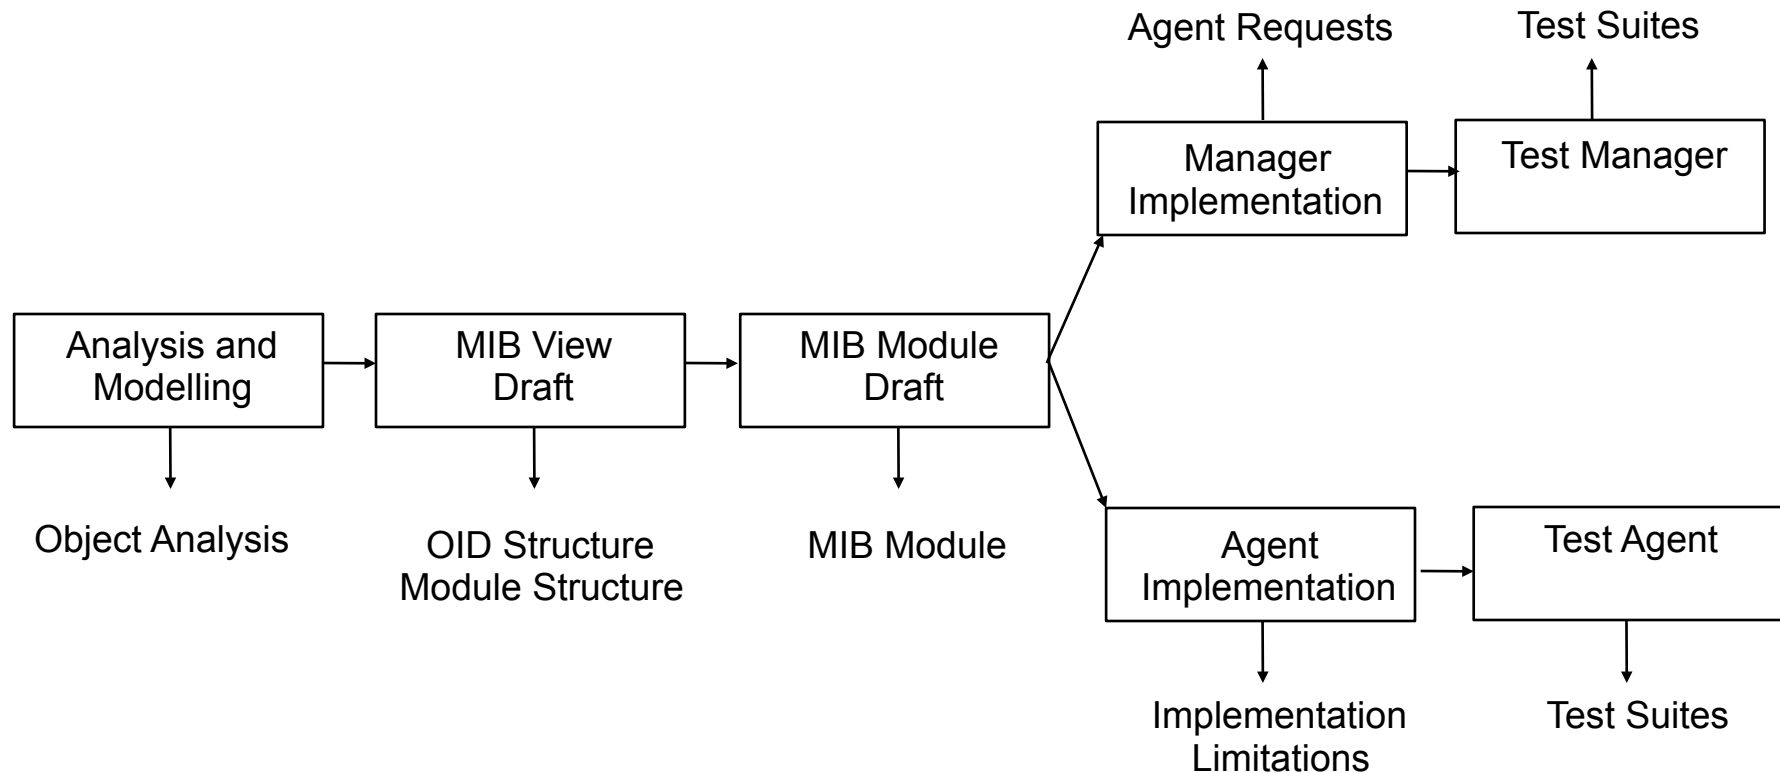 Agent Requests
Test Suites
Manager
Implementation
Test Manager
Analysis and
Modelling
MIB View
Draft
MIB Module
Draft
Object Analysis
OID Structure
Module Structure
MIB Module
Agent
Implementation
Test Agent
Implementation
Limitations
Test Suites